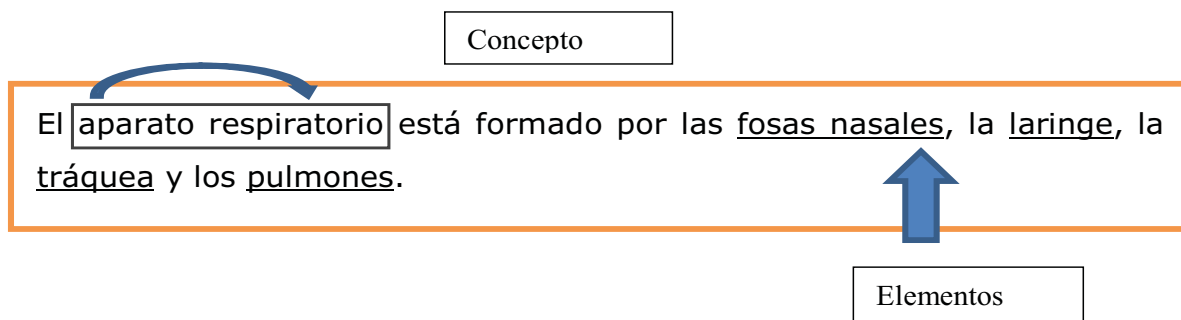 Concepto
El aparato respiratorio está formado por las fosas nasales, la laringe, la
tráquea y los pulmones.
Elementos